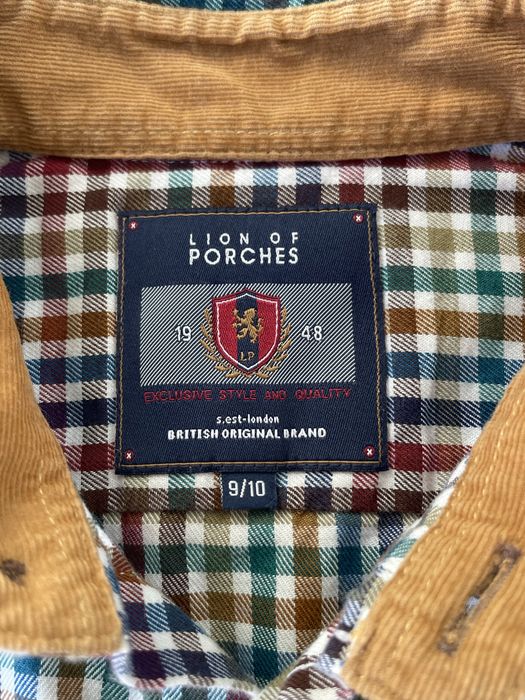 LION OF
PORCHES
19 48
LP
EXCLUSIVE STYLE AND QUALITY
s.est-london
BRITISH ORIGINAL BRAND
9/10